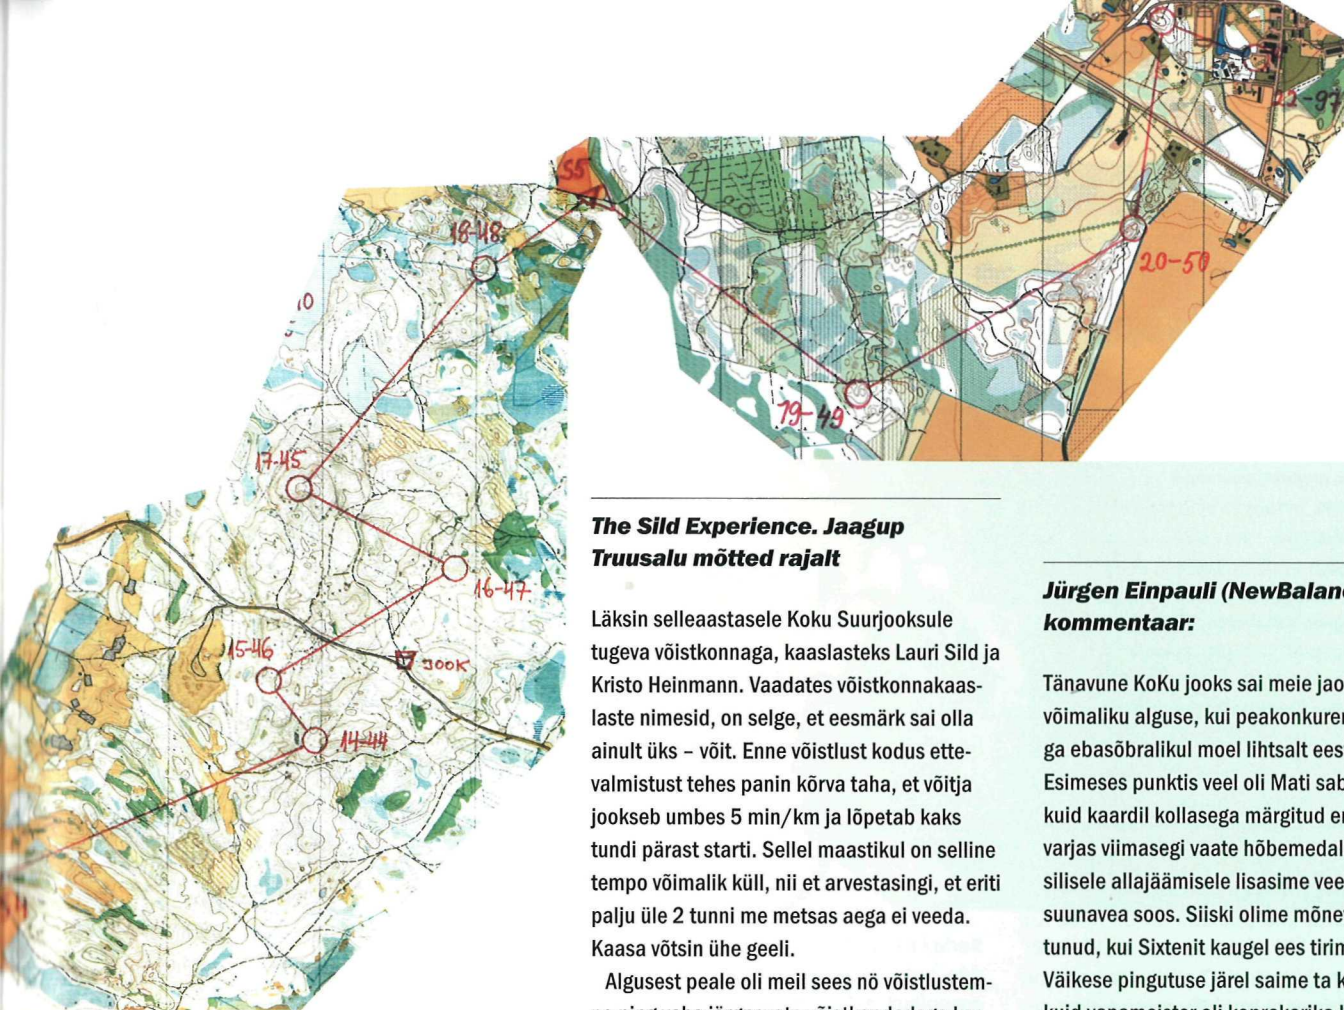 S5
18-48
22-97
20-50
19-49
17-45
16-47
15-46
JOOK
14-44
The Sild Experience. Jaagup
Truusalu mõtted rajalt
Läksin selleaastasele Koku Suurjooksule
tugeva võistkonnaga, kaaslasteks Lauri Sild ja
Kristo Heinmann. Vaadates võistkonnakaas-
laste nimesid, on selge, et eesmärk sai olla
ainult üks – võit. Enne võistlust kodus ette-
valmistust tehes panin kõrva taha, et võitja
jookseb umbes 5 min/km ja lõpetab kaks
tundi pärast starti. Sellel maastikul on selline
tempo võimalik küll, nii et arvestasingi, et eriti
palju üle 2 tunni me metsas aega ei veeda.
Kaasa võtsin ühe geeli.
Algusest peale oli meil sees nö võistlustem-
Jürgen Einpauli (NewBalan
kommentaar:
Tänavune KoKu jooks sai meie jao
võimaliku alguse, kui peakonkure
ga ebasõbralikul moel lihtsalt ees
Esimeses punktis veel oli Mati sab
kuid kaardil kollasega märgitud e
varjas viimasegi vaate hõbemedal
silisele allajäämisele lisasime vee
suunavea soos. Siiski olime mõne
tunud, kui Sixtenit kaugel ees tirin
Väikese pingutuse järel saime ta k